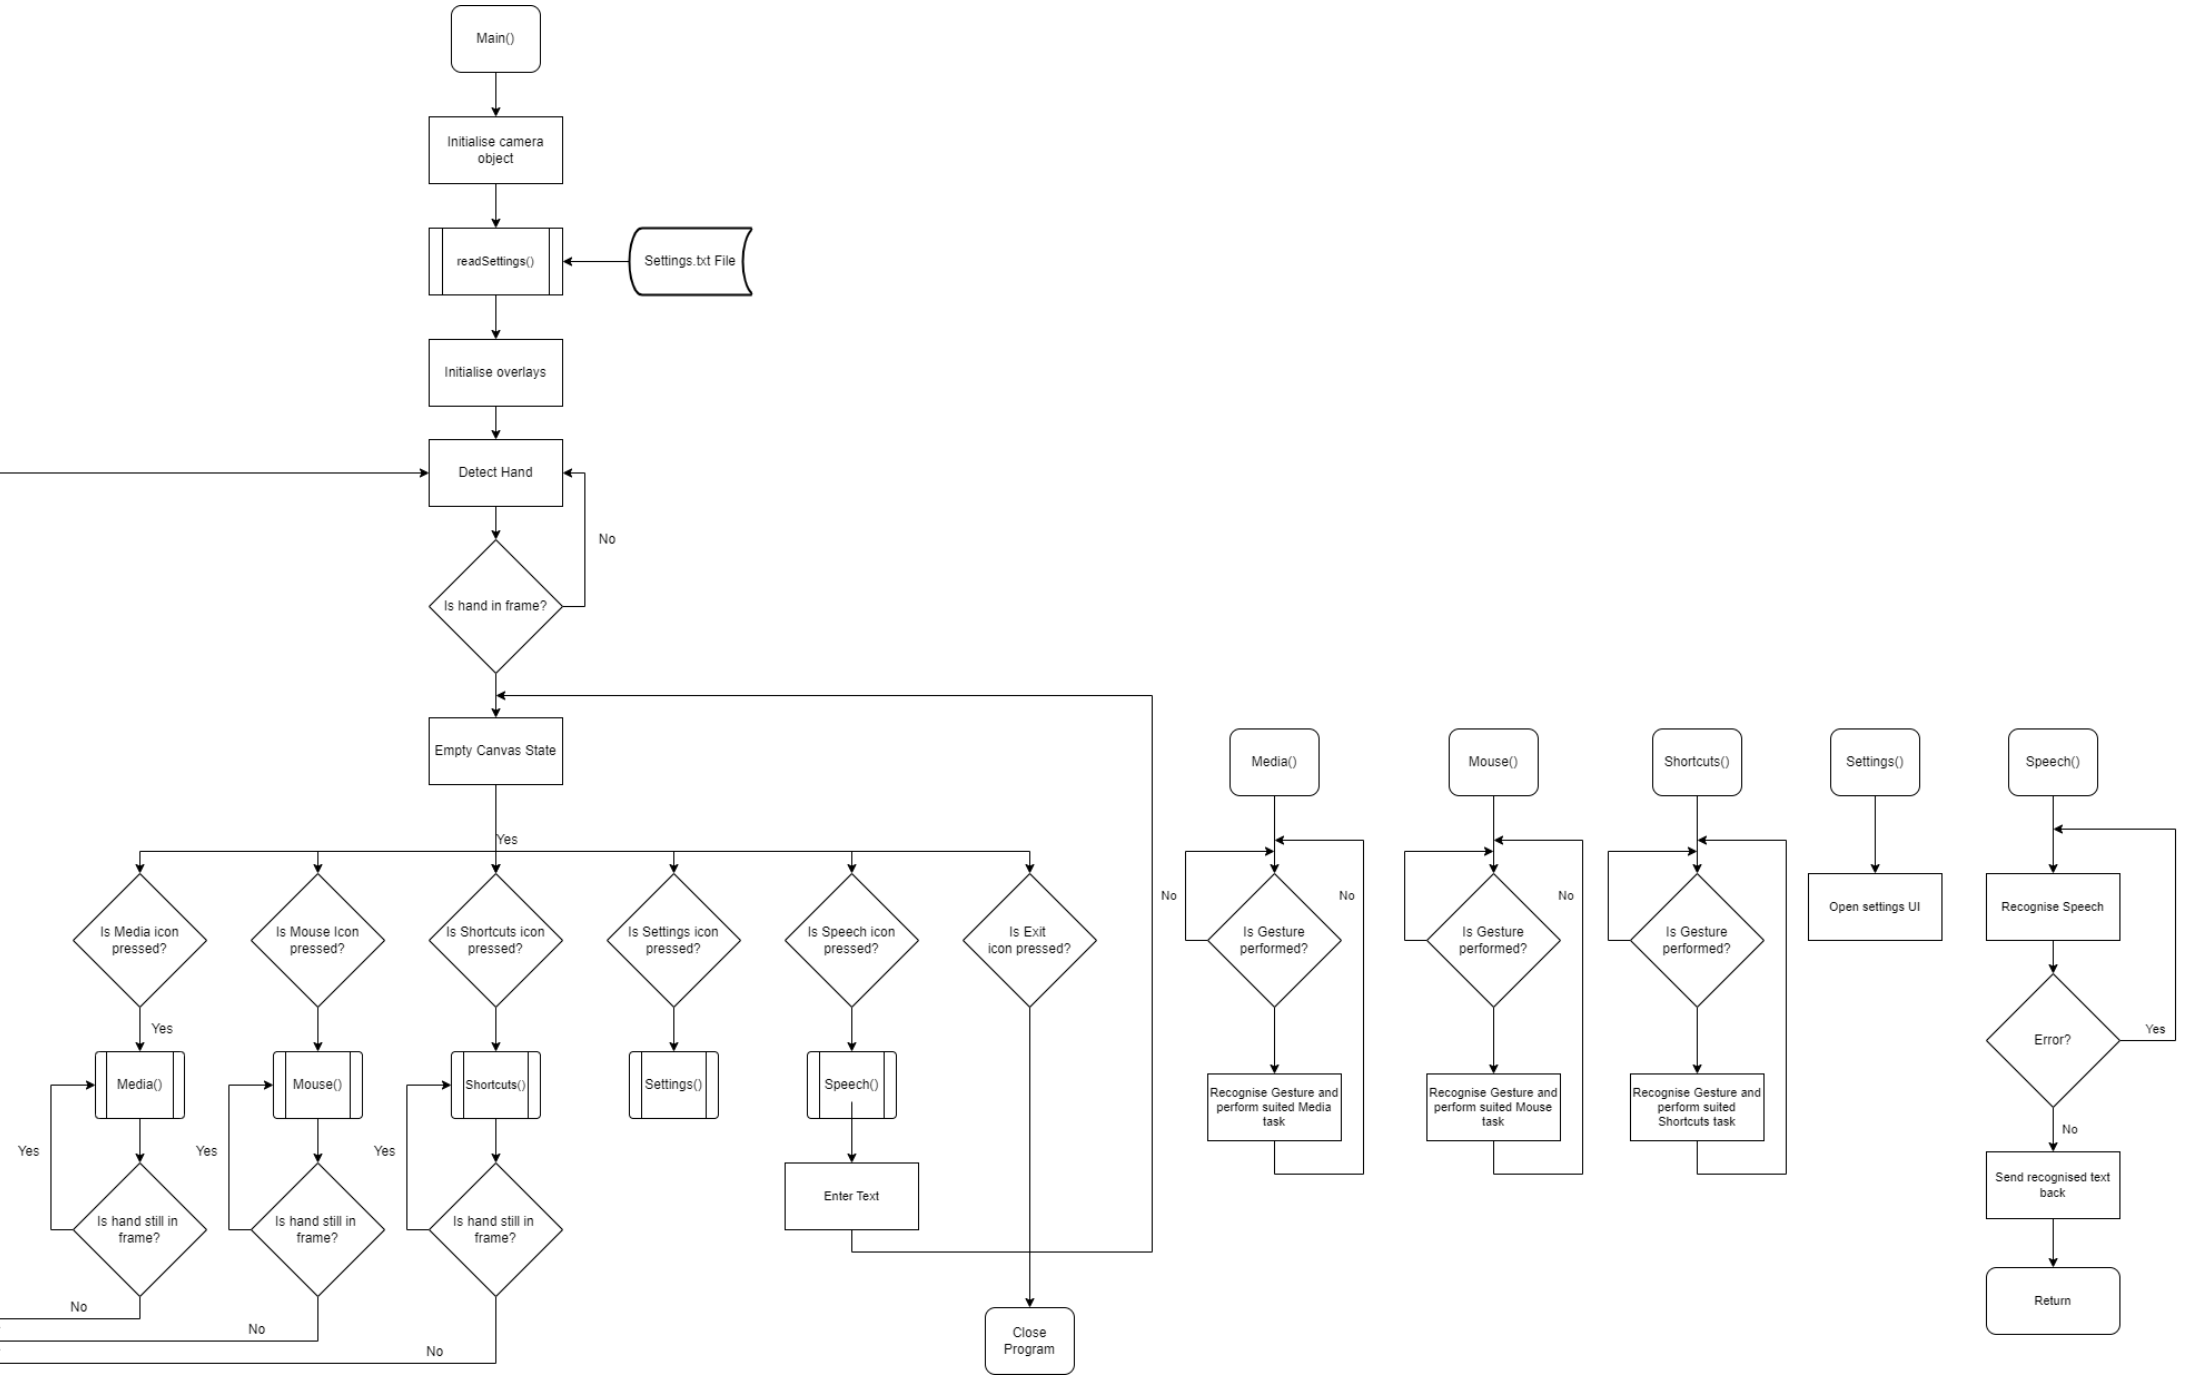 Main()
Initialise camera
object
readSettings()
Settings.txt File
Initialise overlays
Detect Hand
No
Is hand in frame?
Empty Canvas State
Yes
Is Media icon
pressed?
Is Mouse Icon
pressed?
Is Shortcuts icon
pressed?
Is Settings icon
pressed?
Is Speech icon
pressed?
Is Exit
icon pressed?
Yes
Media()
Mouse()
Shortcuts()
Settings()
Speech()
Yes
Yes
Yes
Is hand still in
frame?
Is hand still in
frame?
Is hand still in
frame?
Enter Text
No
No
No
Close
Program
Media()
No
No
Is Gesture
performed?
Recognise Gesture and
perform suited Media
task
Mouse()
No
Is Gesture
performed?
Recognise Gesture and
perform suited Mouse
task
Shortcuts()
Is Gesture
performed?
Recognise Gesture and
perform suited
Shortcuts task
Settings()
Open settings UI
Speech()
Recognise Speech
Error?
Yes
No
Send recognised text
back
Return